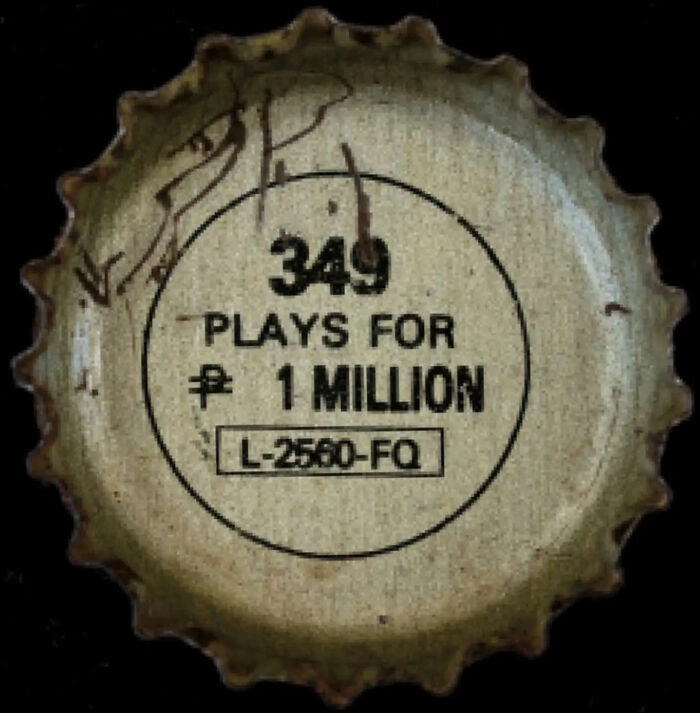 349
PLAYS FOR
₱ 1 MILLION
L-2560-FQ